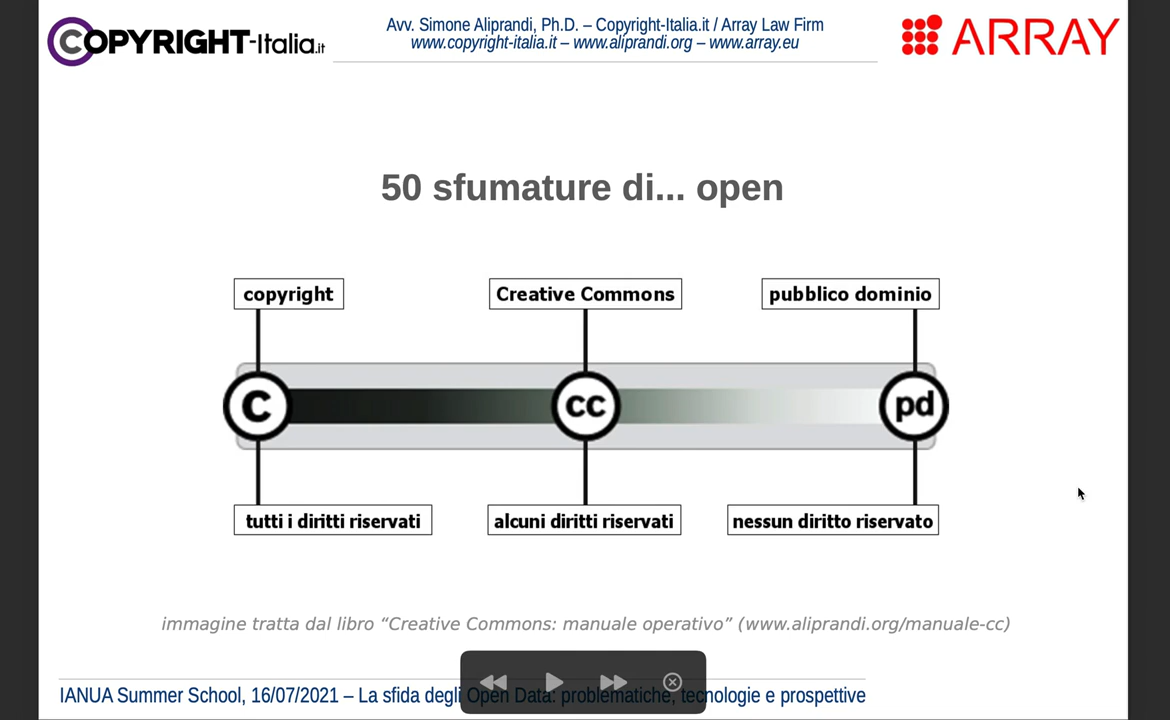 COPYRIGHT-Italia.it
Avv. Simone Aliprandi, Ph.D. – Copyright-Italia.it / Array Law Firm
www.copyright-italia.it – www.aliprandi.org – www.array.eu
ARRAY
50 sfumature di... open
copyright
Creative Commons
pubblico dominio
C
cc
pd
tutti i diritti riservati
alcuni diritti riservati
nessun diritto riservato
immagine tratta dal libro “Creative Commons: manuale operativo” (www.aliprandi.org/manuale-cc)
IANUA Summer School, 16/07/2021 – La sfida degli Open Data: problematiche, tecnologie e prospettive